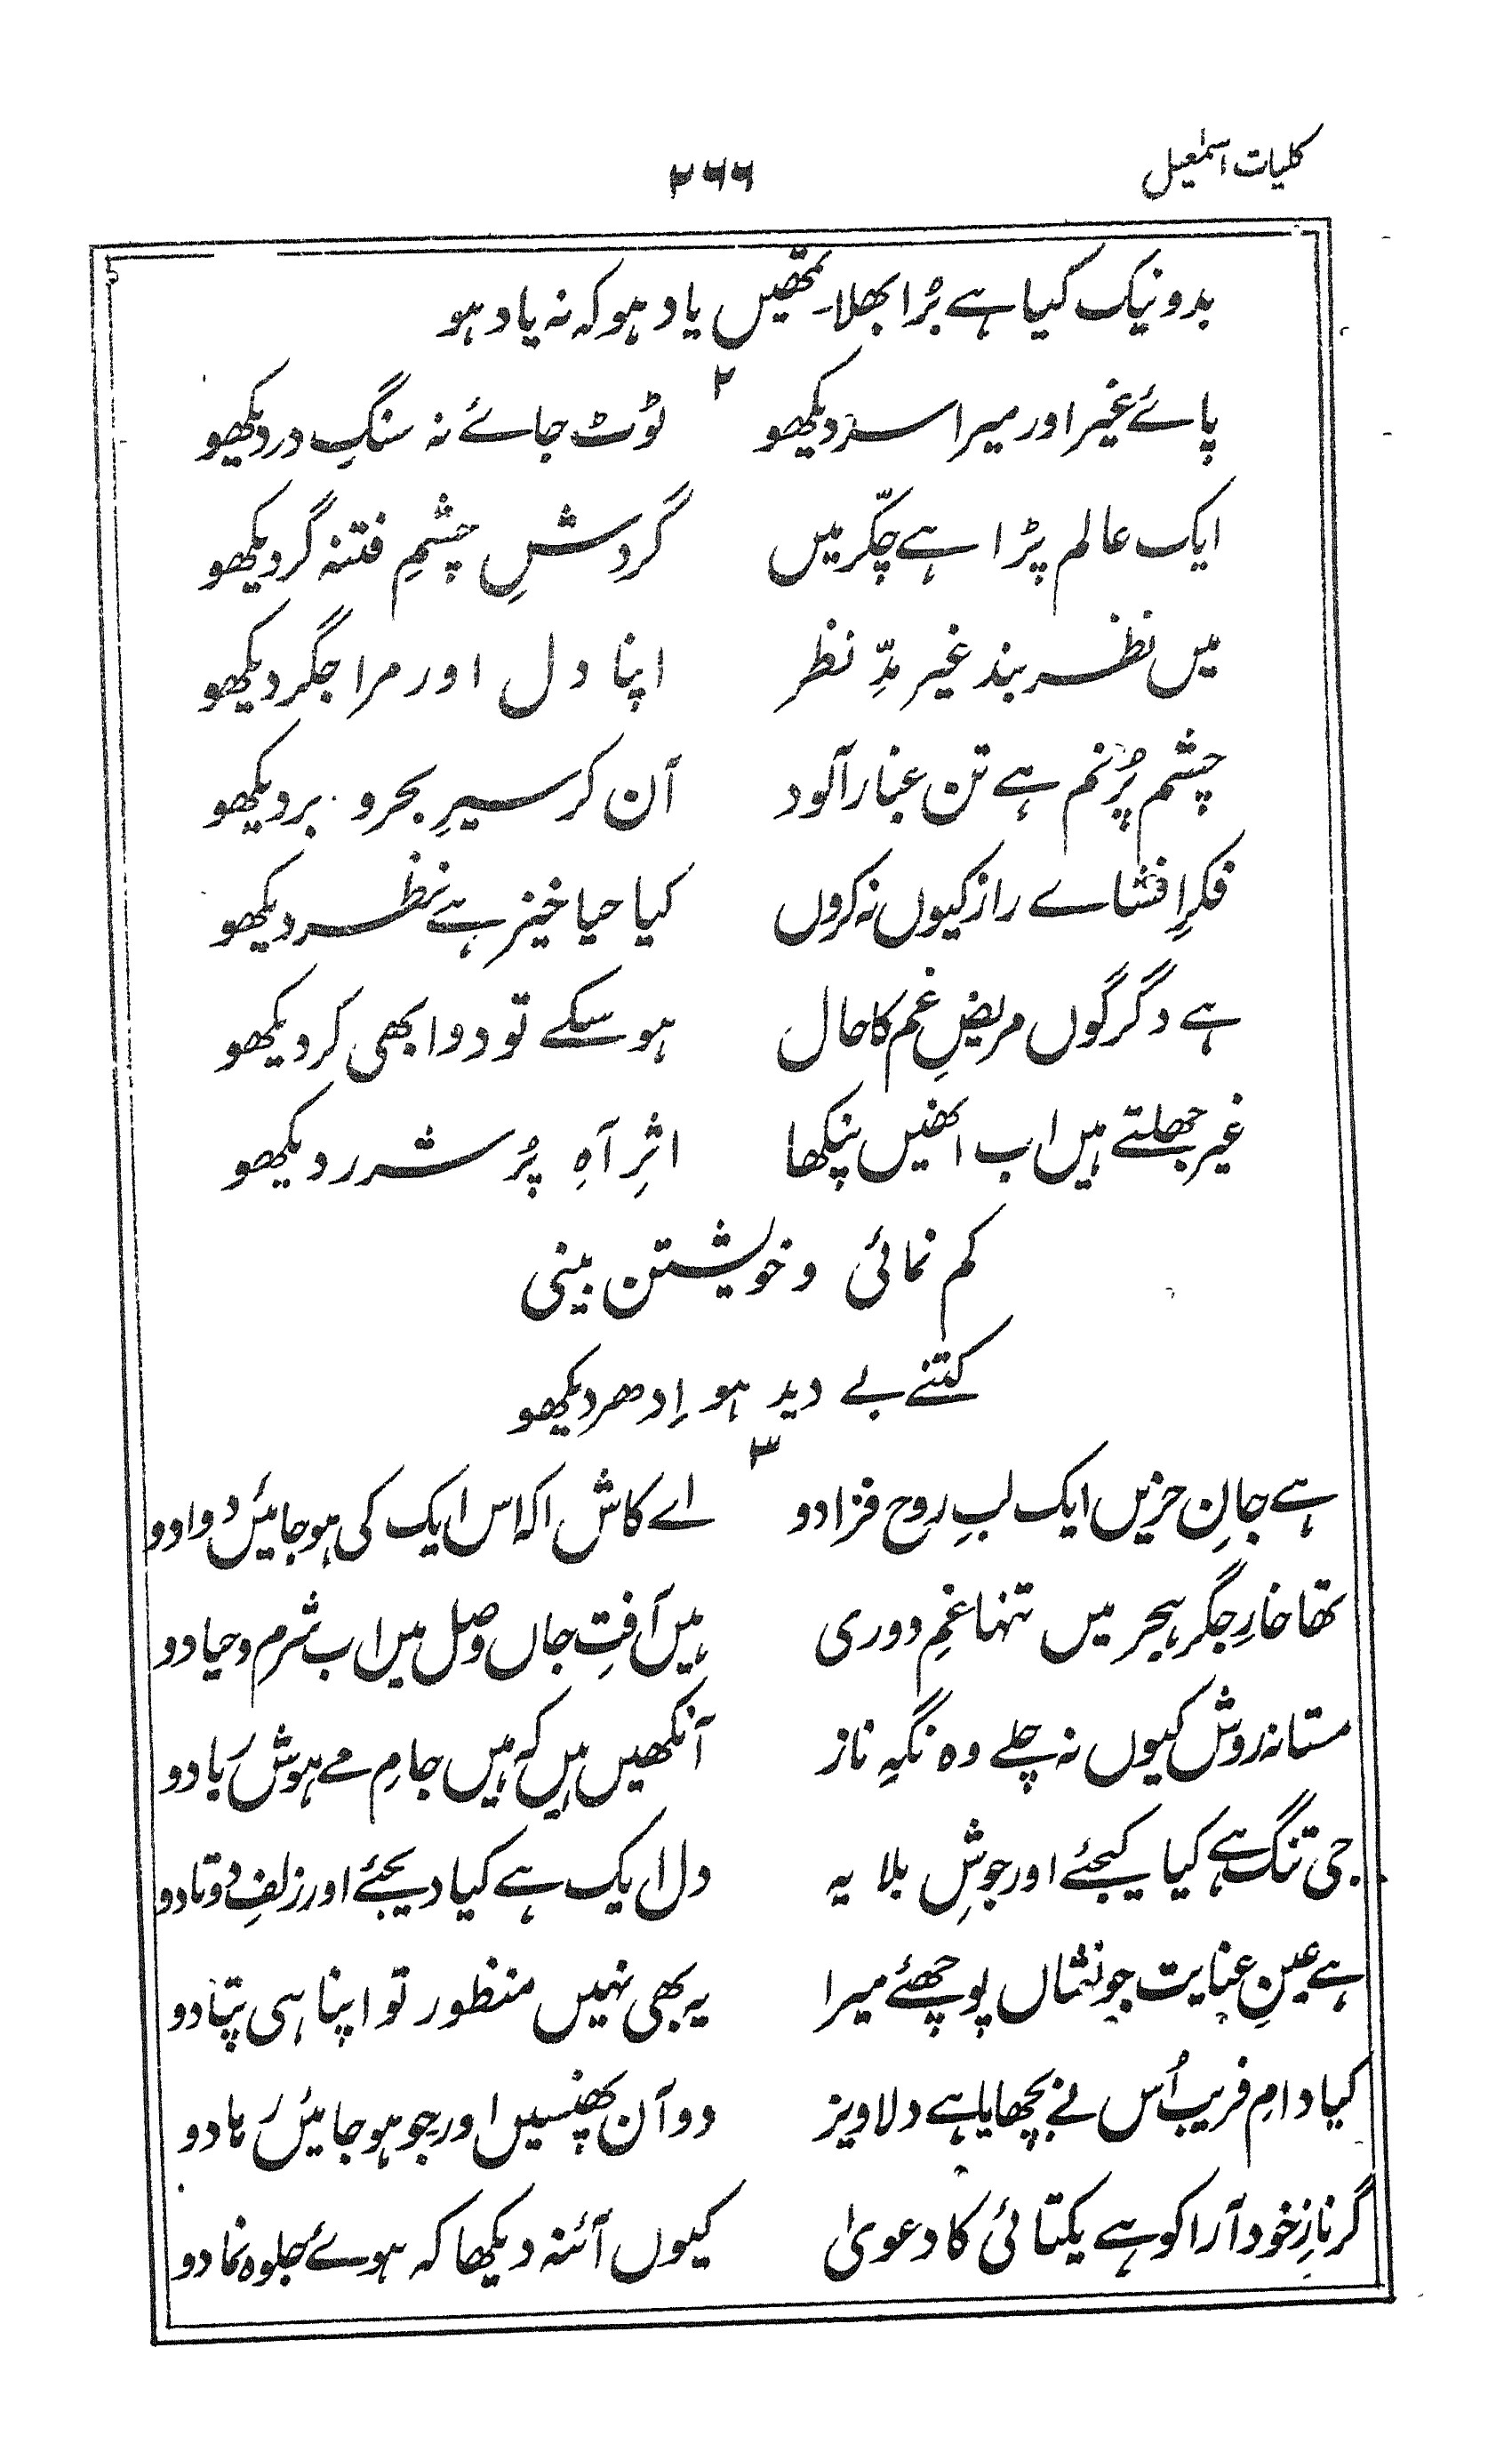 کلیات اسمٰعیل ۲۶۶
بد و نیک کیا ہے بُرا بھلا۔ تمھیں یاد ہو کہ نہ یاد ہو
۲
پائے غیر اور میرا سر دیکھو ٹوٹ جائے نہ سنگِ در دیکھو
ایک عالم پڑا ہے چکّر میں گردشِ چشمِ فتنہ گر دیکھو
میں نظر بند غیر مدِّ نظر اپنا دل اور مرا جگر دیکھو
چشم پُرنم ہے تن غبار آلود آن کر سیرِ بحر و بر دیکھو
فکرِ افشاے راز کیوں نہ کروں کیا حیا خیز ہے نظر دیکھو
ہے دگرگوں مریضِ غم کا حال ہو سکے تو دوا بھی کر دیکھو
غیر جھلتے ہیں اب انھیں پنکھا اثرِ آہِ پُر شرر دیکھو
کم نمائی و خویشتن بینی
کتنے بے دید ہو اِدھر دیکھو
۳
ہے جانِ حزیں ایک لبِ روح فزا دو اے کاش اکہ اس ایک کی ہو جائیں دوا دو
تھا خارِ جگر ہجر میں تنہا غمِ دوری ہیں آفتِ جاں وصل میں اب شرم و حیا دو
مستانہ روش کیوں نہ چلے وہ نگہِ ناز آنکھیں ہیں کہ ہیں جامِ مے ہوش رَبا دو
جی تنگ ہے کیا کیجئے اور جوشِ بلا یہ دل ایک ہے کیا دیجئے اور زلفِ دوتا دو
ہے عینِ عنایت جو نشاں پوچھئے میرا یہ بھی نہیں منظور تو اپنا ہی پتا دو
کیا دامِ فریب اُس نے بچھایا ہے دلاویز دو آن پھنسیں اور جو ہو جائیں رَہا دو
گر نازِ خود آرا کو ہے یکتائی کا دعویٰ کیوں آئنہ دیکھا کہ ہوئے جلوہ نما دو